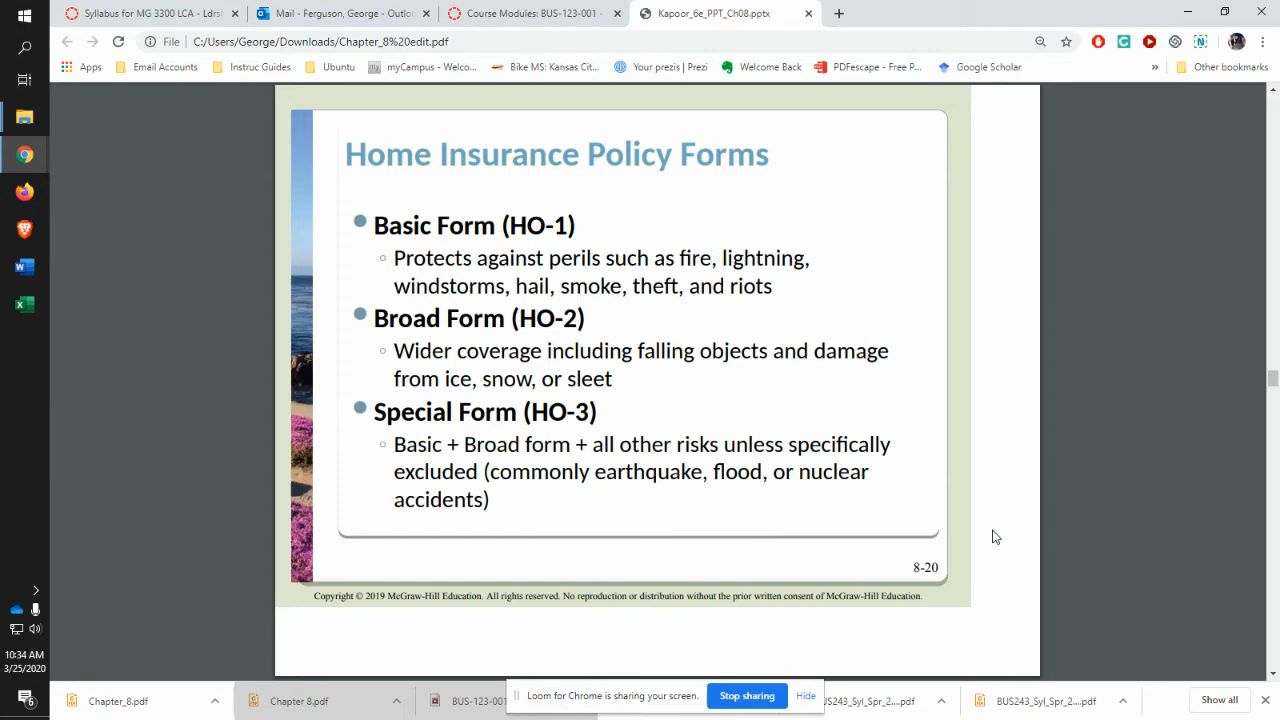 Syllabus for MG 3300 LCA - Ldrsh
Mail - Ferguson, George - Outloo
Course Modules: BUS-123-001 -
Kapoor_6e_PPT_Ch08.pptx
File
C:/Users/George/Downloads/Chapter_8%20edit.pdf
Apps
Email Accounts
Instruc Guides
Ubuntu
myCampus - Welco...
Bike MS: Kansas Cit...
Your prezis | Prezi
Welcome Back
PDFescape - Free P...
Google Scholar
»
Other bookmarks
Home Insurance Policy Forms
Basic Form (HO-1)
Protects against perils such as fire, lightning,
windstorms, hail, smoke, theft, and riots
Broad Form (HO-2)
Wider coverage including falling objects and damage
from ice, snow, or sleet
Special Form (HO-3)
Basic + Broad form + all other risks unless specifically
excluded (commonly earthquake, flood, or nuclear
accidents)
8-20
Copyright © 2019 McGraw-Hill Education. All rights reserved. No reproduction or distribution without the prior written consent of McGraw-Hill Education.
10:34 AM
3/25/2020
6
Chapter_8.pdf
Chapter 8.pdf
BUS-123-001
Loom for Chrome is sharing your screen.
Stop sharing
Hide
BUS243_Syl_Spr_2....pdf
Show all